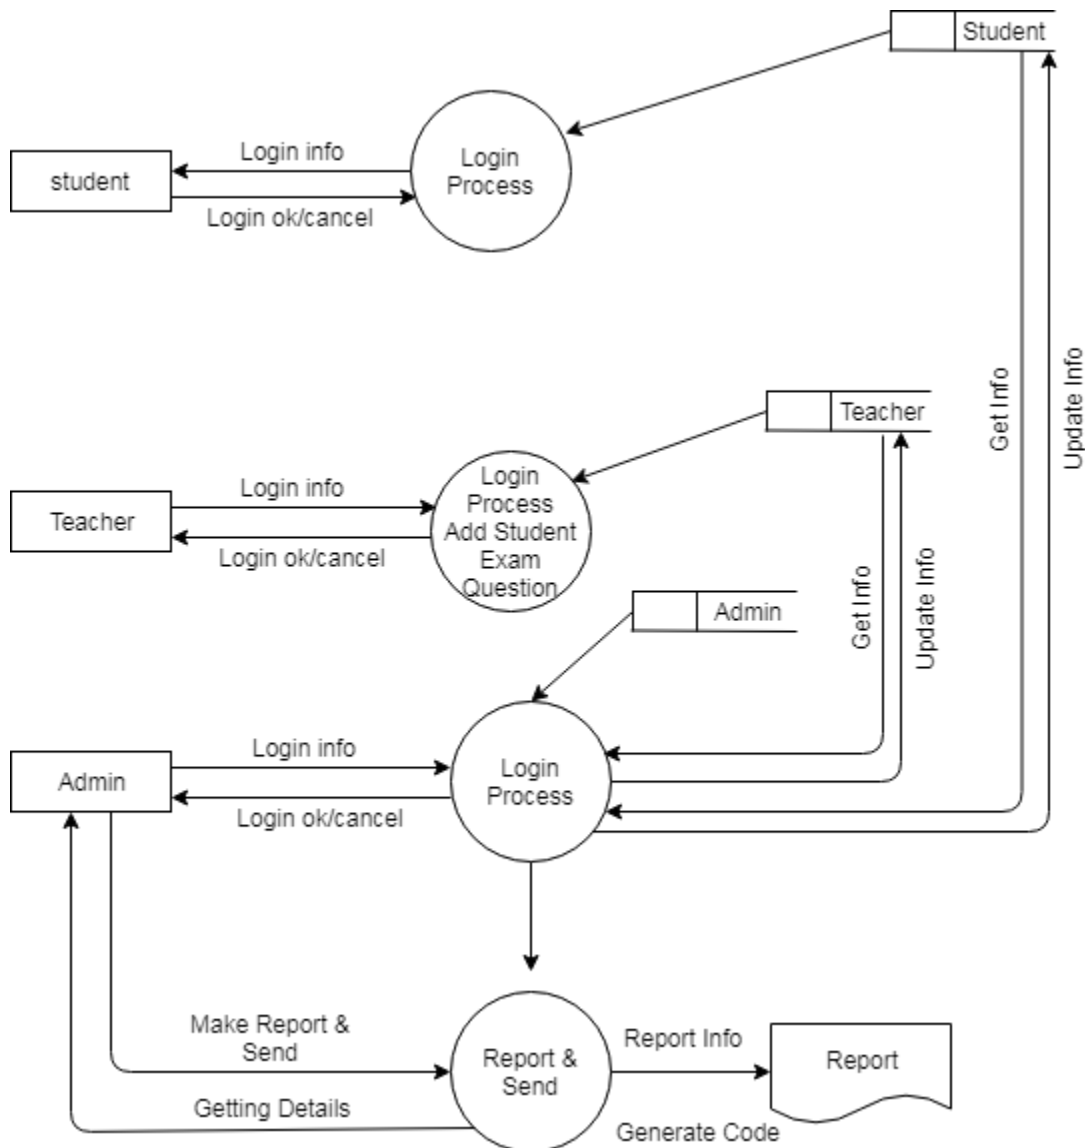 Student
Login
Process
Login info
student
Login ok/cancel
Get Info
Update Info
Teacher
Login
Process
Add Student
Exam
Question
Login info
Teacher
Login ok/cancel
Admin
Get Info
Update Info
Login info
Admin
Login ok/cancel
Login
Process
Make Report &
Send
Getting Details
Report &
Send
Report Info
Report
Generate Code